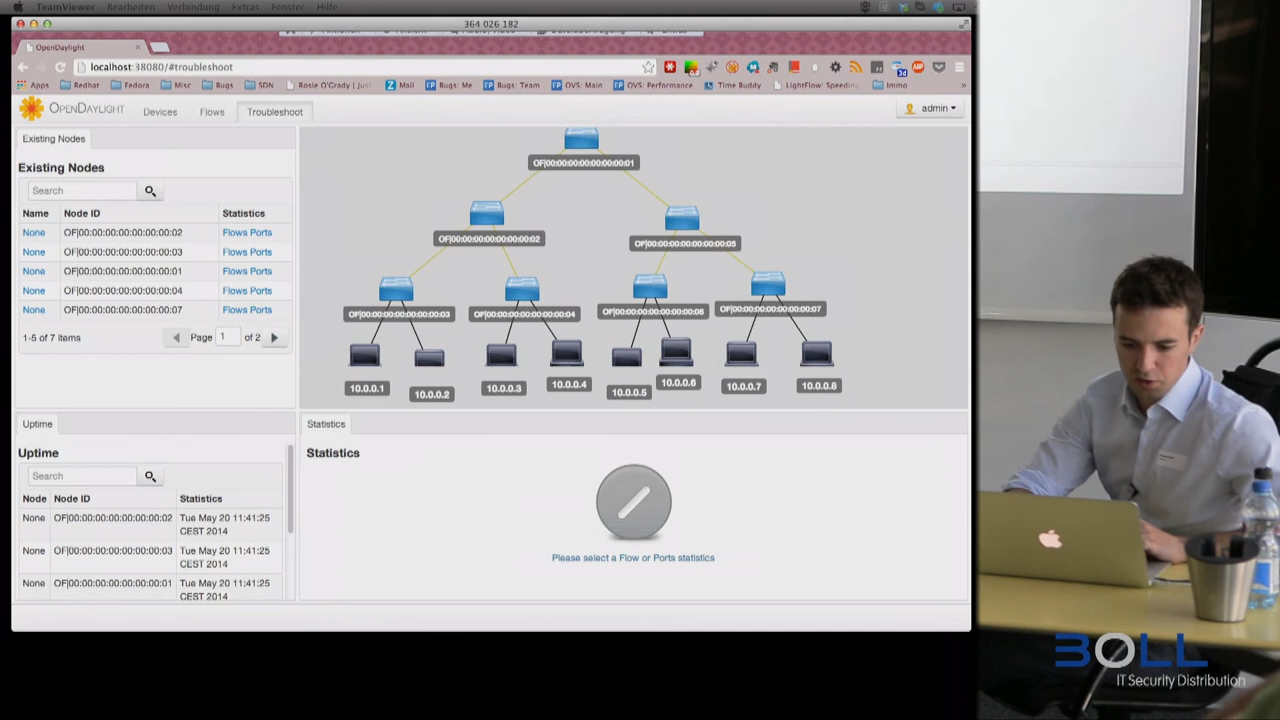 TeamViewer Bearbeiten Verbindung Extras Fenster Hilfe
364 026 182
OpenDaylight
localhost:38080/#troubleshoot
Apps Redhat Fedora Misc Bugs SDN Rosie O'Grady | Just Mail Bugs: Me Bugs: Team OVS: Main OVS: Performance Time Buddy LightFlow: Speeding Immo »
OPENDAYLIGHT Devices Flows Troubleshoot admin
Existing Nodes
Existing Nodes
Search
Name Node ID Statistics
None OF|00:00:00:00:00:00:00:02 Flows Ports
None OF|00:00:00:00:00:00:00:03 Flows Ports
None OF|00:00:00:00:00:00:00:01 Flows Ports
None OF|00:00:00:00:00:00:00:04 Flows Ports
None OF|00:00:00:00:00:00:00:07 Flows Ports
1-5 of 7 items Page 1 of 2
OF|00:00:00:00:00:00:00:01
OF|00:00:00:00:00:00:00:02
OF|00:00:00:00:00:00:00:05
OF|00:00:00:00:00:00:00:03
OF|00:00:00:00:00:00:00:04
OF|00:00:00:00:00:00:00:06
OF|00:00:00:00:00:00:00:07
10.0.0.1
10.0.0.2
10.0.0.3
10.0.0.4
10.0.0.5
10.0.0.6
10.0.0.7
10.0.0.8
Uptime
Uptime
Search
Node Node ID Statistics
None OF|00:00:00:00:00:00:00:02 Tue May 20 11:41:25
CEST 2014
None OF|00:00:00:00:00:00:00:03 Tue May 20 11:41:25
CEST 2014
None OF|00:00:00:00:00:00:00:01 Tue May 20 11:41:25
CEST 2014
Statistics
Statistics
Please select a Flow or Ports statistics
BOLL
IT Security Distribution